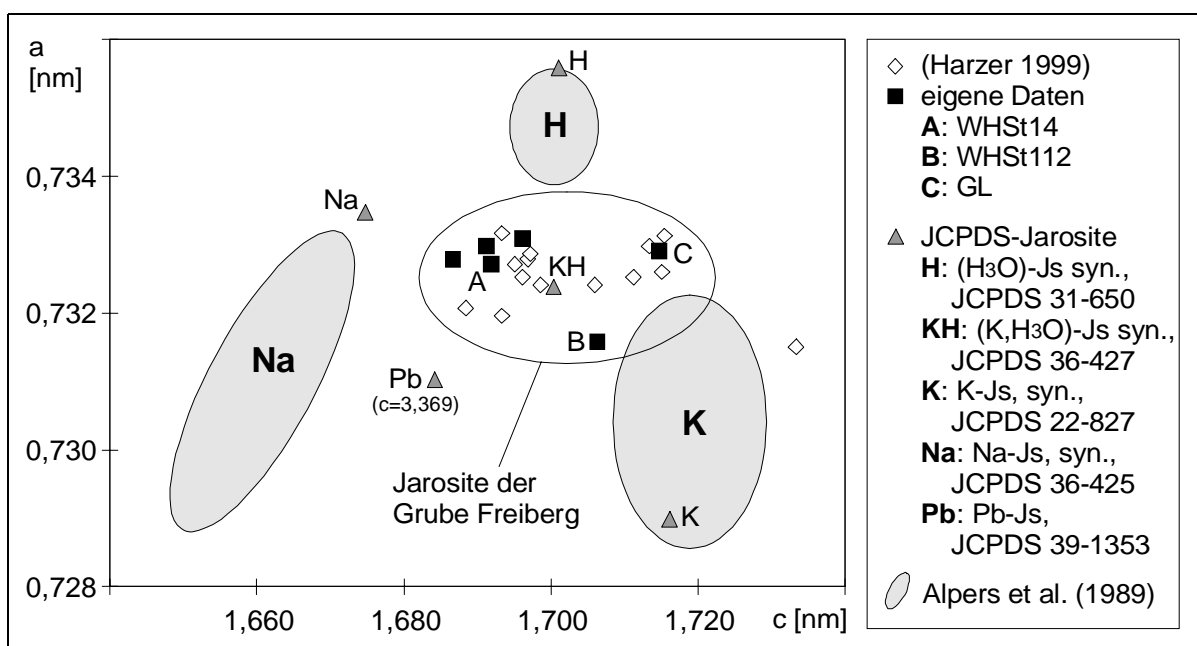 a
[nm]
0,734
0,732
0,730
0,728
1,660
1,680
1,700
1,720
c [nm]
H
H
Na
Na
KH
A
B
C
Pb
(c=3,369)
K
K
Jarosite der
Grube Freiberg
(Harzer 1999)
eigene Daten
A: WHSt14
B: WHSt112
C: GL
JCPDS-Jarosite
H: (H3O)-Js syn.,
JCPDS 31-650
KH: (K,H3O)-Js syn.,
JCPDS 36-427
K: K-Js, syn.,
JCPDS 22-827
Na: Na-Js, syn.,
JCPDS 36-425
Pb: Pb-Js,
JCPDS 39-1353
Alpers et al. (1989)